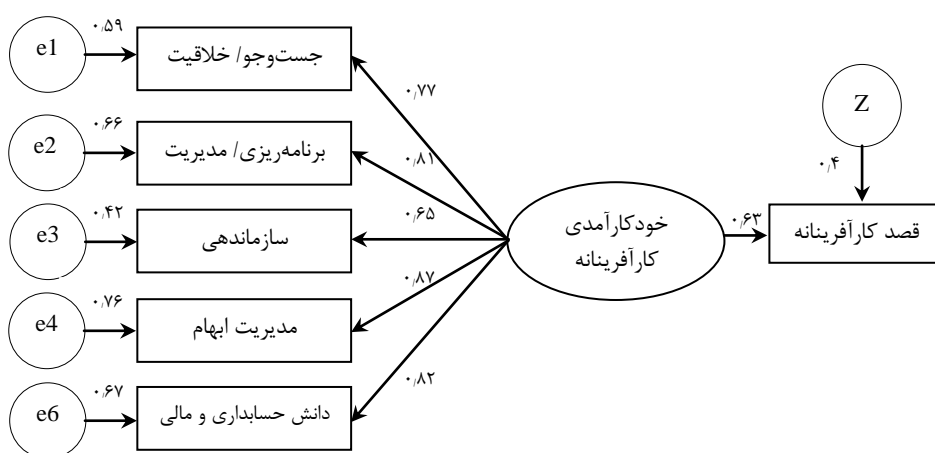 e1
۰٫۵۹
جست‌وجو/ خلاقیت
۰٫۷۷
e2
۰٫۶۶
برنامه‌ریزی/ مدیریت
۰٫۸۱
e3
۰٫۴۲
سازماندهی
۰٫۶۵
e4
۰٫۷۶
مدیریت ابهام
۰٫۸۷
e6
۰٫۶۷
دانش حسابداری و مالی
۰٫۸۲
خودکارآمدی
کارآفرینانه
۰٫۶۳
Z
۰٫۴
قصد کارآفرینانه